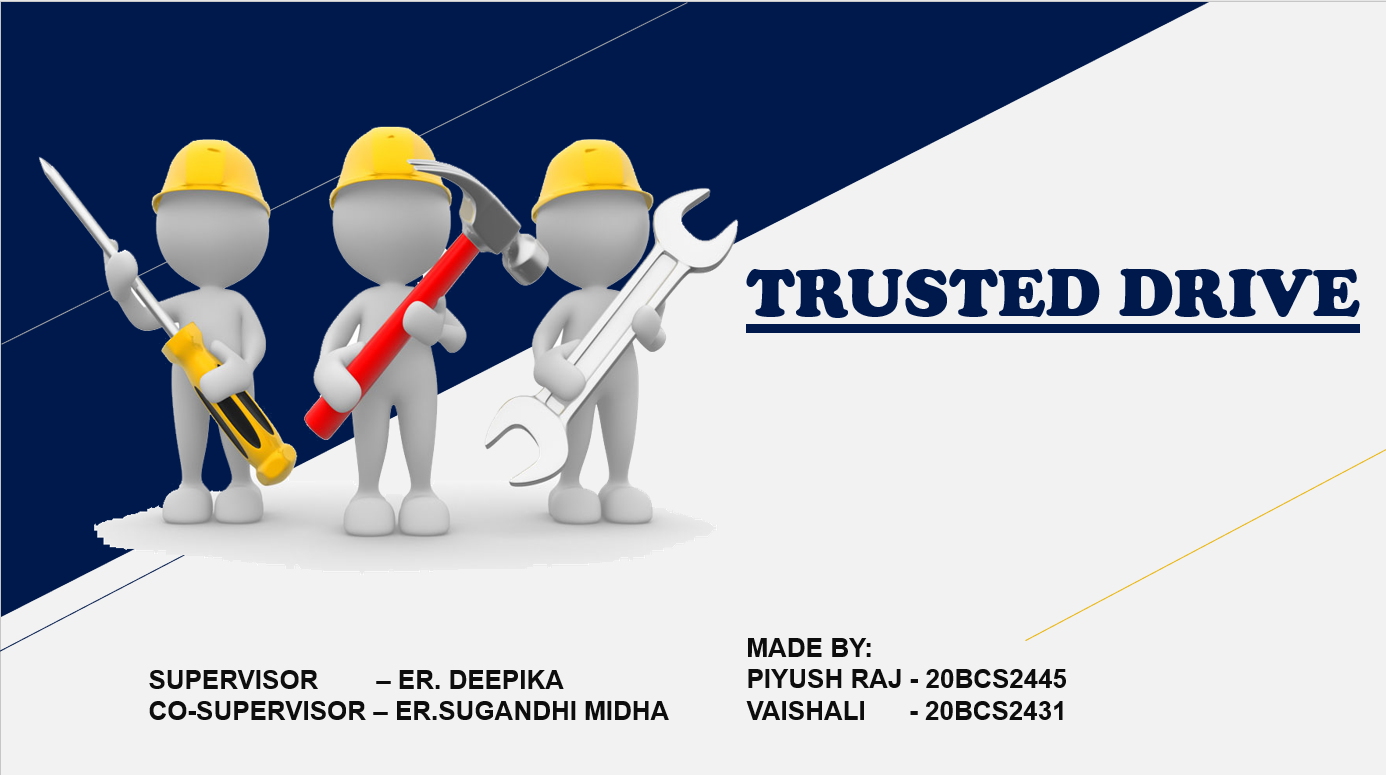 TRUSTED DRIVE
SUPERVISOR – ER. DEEPIKA
CO-SUPERVISOR – ER.SUGANDHI MIDHA
MADE BY:
PIYUSH RAJ - 20BCS2445
VAISHALI - 20BCS2431